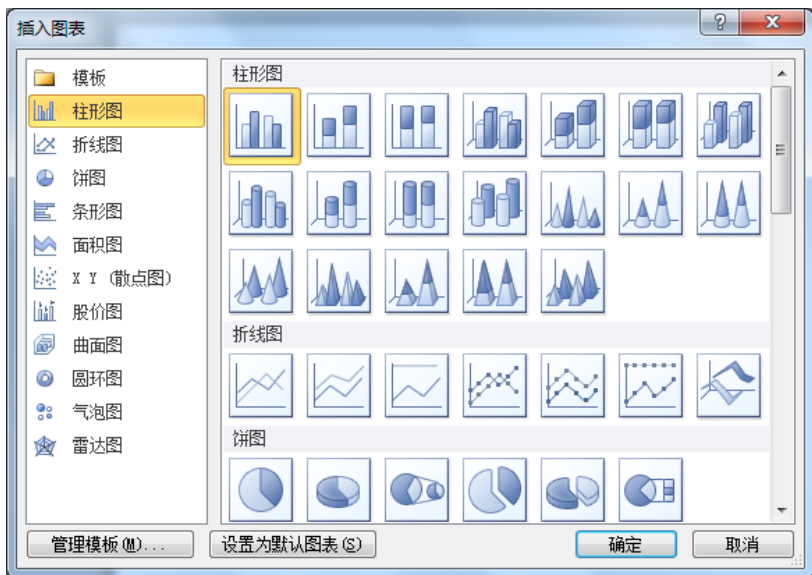 插入图表
模板
柱形图
折线图
饼图
条形图
面积图
X Y (散点图)
股价图
曲面图
圆环图
气泡图
雷达图
柱形图
折线图
饼图
管理模板(M)...
设置为默认图表(S)
确定
取消